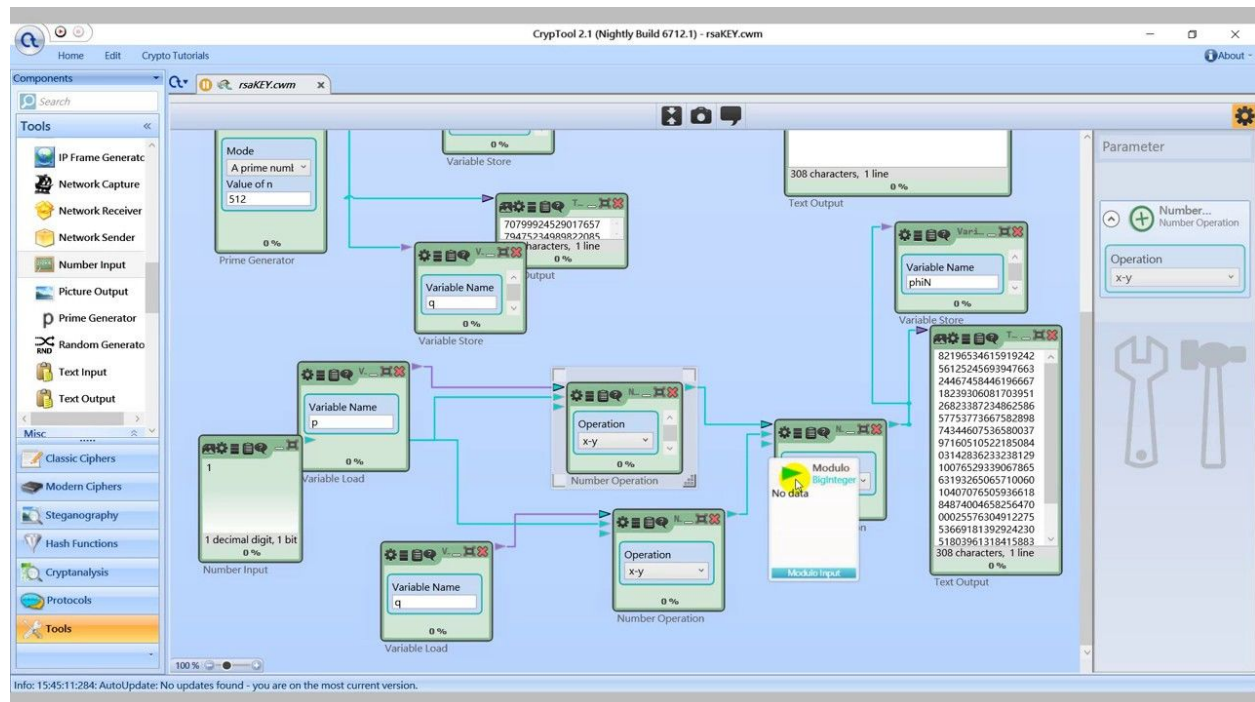 CrypTool 2.1 (Nightly Build 6712.1) - rsaKEY.cwm
Home Edit Crypto Tutorials
About
Components
rsaKEY.cwm x
Search
Tools
IP Frame Generatc
Network Capture
Network Receiver
Network Sender
Number Input
Picture Output
Prime Generator
Random Generato
Text Input
Text Output
Misc
Classic Ciphers
Modern Ciphers
Steganography
Hash Functions
Cryptanalysis
Protocols
Tools
Mode
A prime numl
Value of n
512
0 %
Prime Generator
0 %
Variable Store
70799924529017657
79475234989822085
haracters, 1 line
0 %
utput
Variable Name
q
0 %
Variable Store
308 characters, 1 line
0 %
Text Output
Vari...
Variable Name
phiN
0 %
Variable Store
Variable Name
p
0 %
Variable Load
1
1 decimal digit, 1 bit
0 %
Number Input
Operation
x-y
0 %
Number Operation
Modulo
BigInteger
No data
Modulo Input
Variable Name
q
0 %
Variable Load
Operation
x-y
0 %
Number Operation
82196534615919242
56125245693947663
24467458446196667
18239306081703951
26823387234862586
57753773667582898
74344607536580037
97160510522185084
03142836233238129
10076529339067865
63193265065710060
10407076505936618
84874004658256470
00025576304912275
53669181392924230
51803961318415883
308 characters, 1 line
0 %
Text Output
Parameter
Number...
Number Operation
Operation
x-y
100 %
Info: 15:45:11:284: AutoUpdate: No updates found - you are on the most current version.